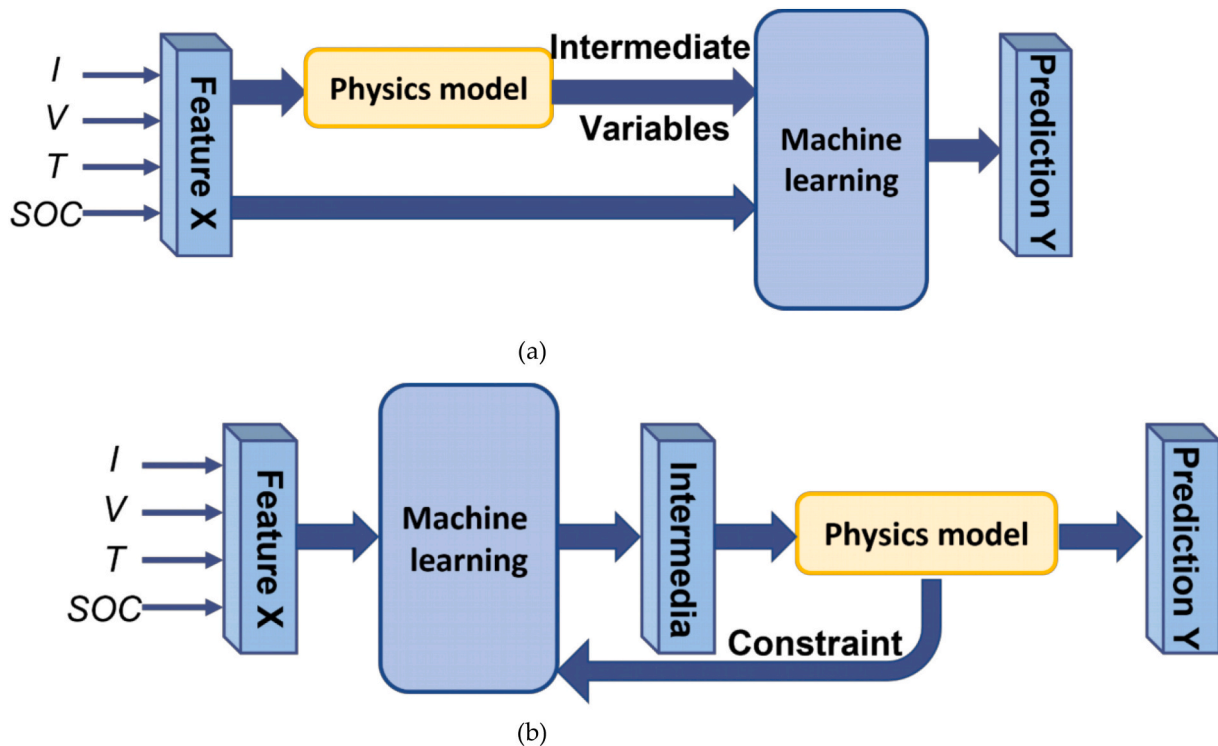 I
V
T
SOC
Feature X
Physics model
Intermediate
Variables
Machine
learning
Prediction Y
(a)
I
V
T
SOC
Feature X
Machine
learning
Intermedia
Physics model
Constraint
Prediction Y
(b)